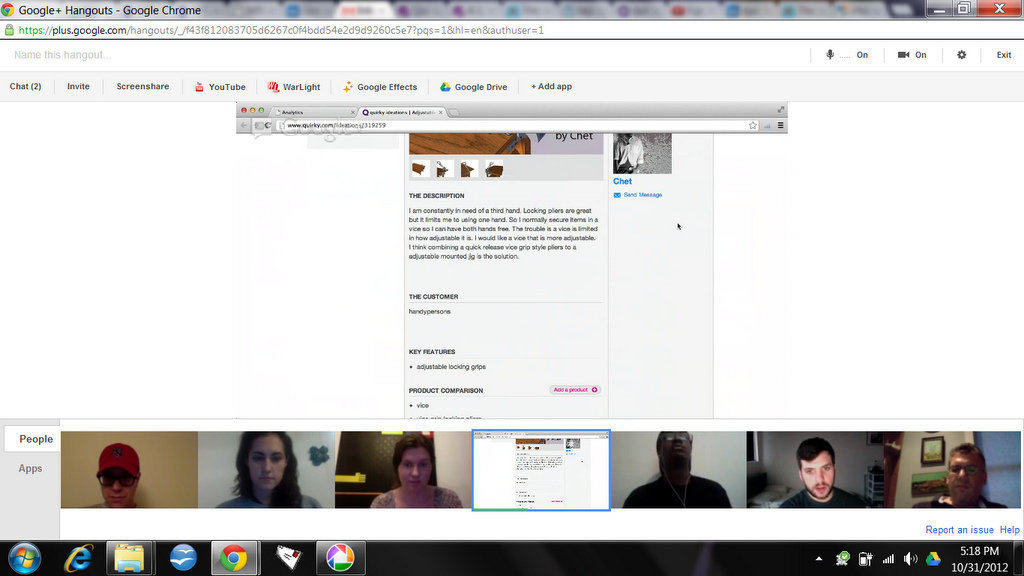 Google+ Hangouts - Google Chrome
https://plus.google.com/hangouts/_/f43f812083705d6267c0f4bdd54e2d9d9260c5e7?pqs=1&hl=en&authuser=1
Name this hangout...
On
On
Exit
Chat (2)
Invite
Screenshare
YouTube
WarLight
Google Effects
Google Drive
+ Add app
Analytics
quirky ideations | Adjustab
www.quirky.com/ideations/319259
by Chet
Chet
Send Message
THE DESCRIPTION
I am constantly in need of a third hand. Locking pliers are great
but it limits me to using one hand. So I normally secure items in a
vice so I can have both hands free. The trouble is a vice is limited
in how adjustable it is. I would like a vice that is more adjustable.
I think combining a quick release vice grip style pliers to a
adjustable mounted jig is the solution.
THE CUSTOMER
handypersons
KEY FEATURES
adjustable locking grips
PRODUCT COMPARISON
Add a product
vice
People
Apps
Report an issue
Help
5:18 PM
10/31/2012